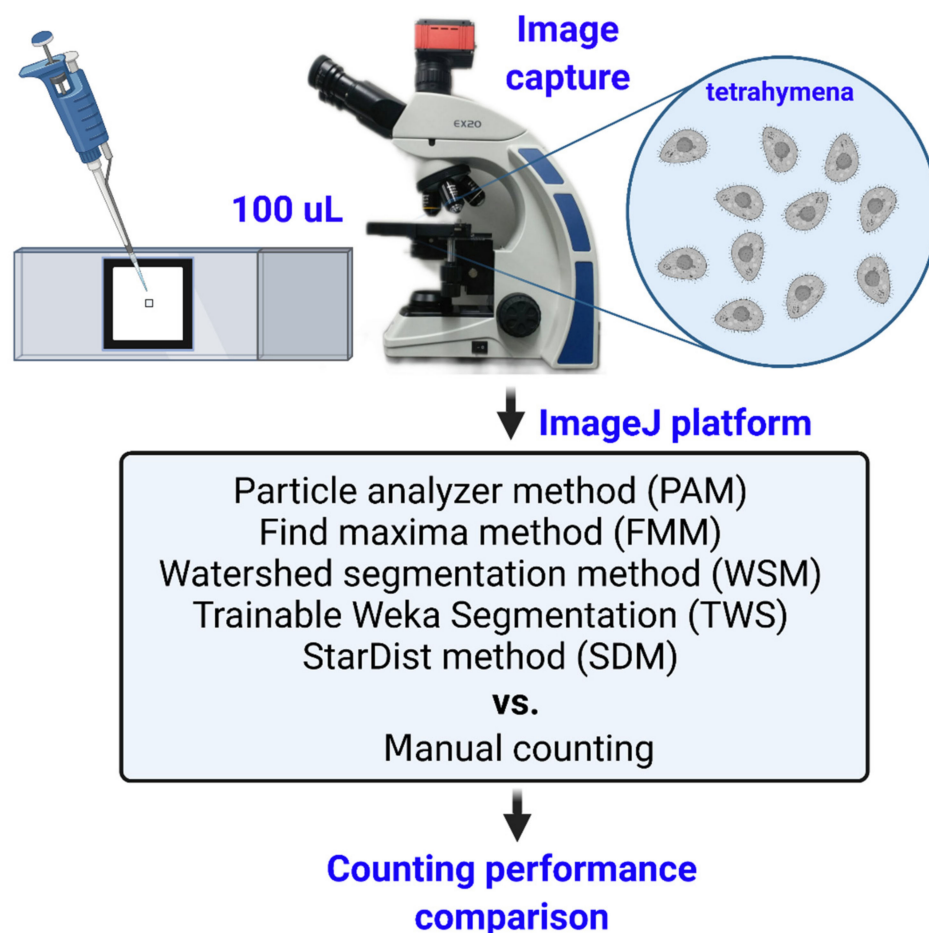 Image
capture
EX20
tetrahymena
100 uL
ImageJ platform
Particle analyzer method (PAM)
Find maxima method (FMM)
Watershed segmentation method (WSM)
Trainable Weka Segmentation (TWS)
StarDist method (SDM)
vs.
Manual counting
Counting performance
comparison